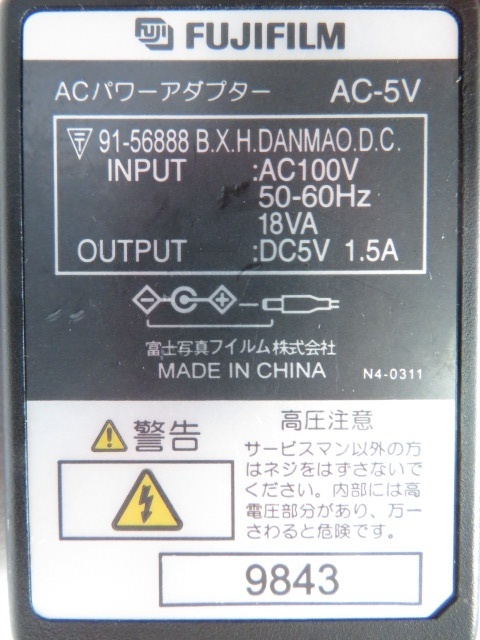 FUJI FUJIFILM
ACパワーアダプター AC-5V
〒 91-56888 B.X.H.DANMAO.D.C.
INPUT :AC100V
50-60Hz
18VA
OUTPUT :DC5V 1.5A
富士写真フイルム株式会社
MADE IN CHINA N4-0311
警告
高圧注意
サービスマン以外の方
はネジをはずさないで
ください。内部には高
電圧部分があり、万一
さわると危険です。
9843